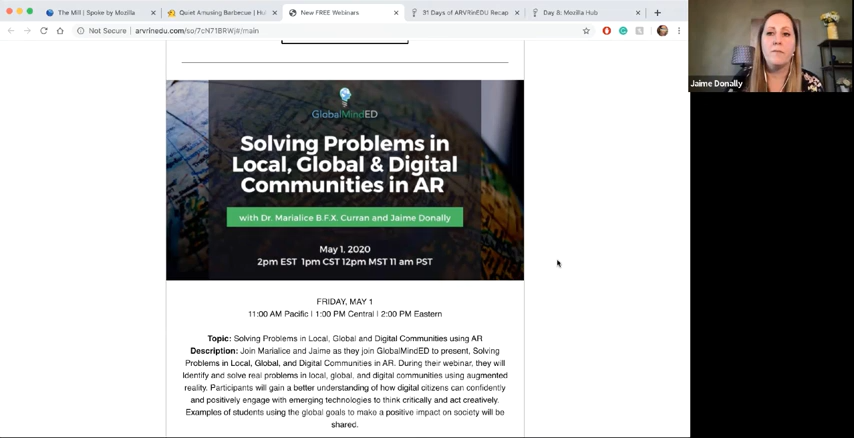 The Mill | Spoke by Mozilla
Quiet Amusing Barbecue | Hu
New FREE Webinars
31 Days of ARVRinEDU Recap
Day 8: Mozilla Hub
Not Secure | arvrinedu.com/so/7cN71BRWj#/main
Jaime Donally
GlobalMindED
Solving Problems in
Local, Global & Digital
Communities in AR
with Dr. Marialice B.F.X. Curran and Jaime Donally
May 1, 2020
2pm EST 1pm CST 12pm MST 11 am PST
FRIDAY, MAY 1
11:00 AM Pacific | 1:00 PM Central | 2:00 PM Eastern
Topic: Solving Problems in Local, Global and Digital Communities using AR
Description: Join Marialice and Jaime as they join GlobalMindED to present, Solving
Problems in Local, Global, and Digital Communities in AR. During their webinar, they will
Identify and solve real problems in local, global, and digital communities using augmented
reality. Participants will gain a better understanding of how digital citizens can confidently
and positively engage with emerging technologies to think critically and act creatively.
Examples of students using the global goals to make a positive impact on society will be
shared.